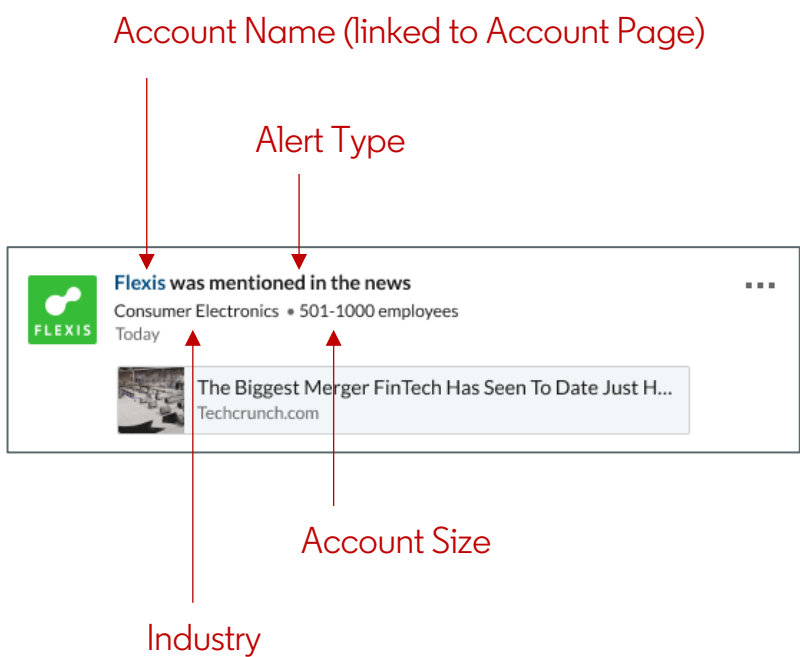 Account Name (linked to Account Page)
Alert Type
Flexis was mentioned in the news
FLEXIS
Consumer Electronics • 501-1000 employees
Today
The Biggest Merger FinTech Has Seen To Date Just H...
Techcrunch.com
Account Size
Industry